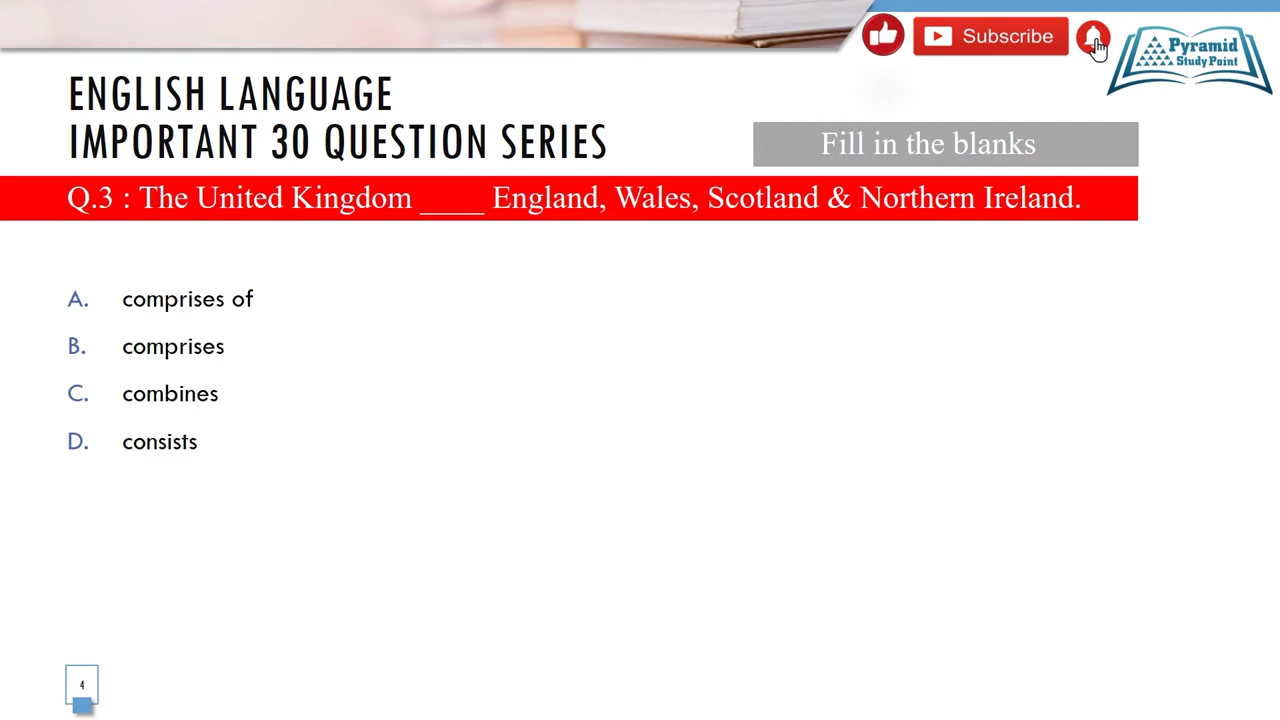 Subscribe
Pyramid
Study Point
ENGLISH LANGUAGE
IMPORTANT 30 QUESTION SERIES
Fill in the blanks
Q.3 : The United Kingdom ____ England, Wales, Scotland & Northern Ireland.
A. comprises of
B. comprises
C. combines
D. consists
4